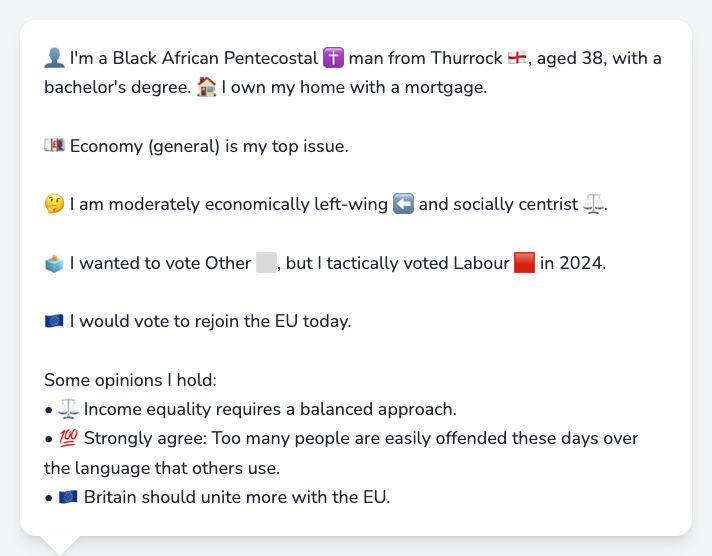 👤 I'm a Black African Pentecostal ✝️ man from Thurrock 🏴󠁧󠁢󠁥󠁮󠁧󠁿, aged 38, with a
bachelor's degree. 🏠 I own my home with a mortgage.
💷 Economy (general) is my top issue.
🤔 I am moderately economically left-wing ⬅️ and socially centrist ⚖️.
🗳️ I wanted to vote Other ⬜, but I tactically voted Labour 🟥 in 2024.
🇪🇺 I would vote to rejoin the EU today.
Some opinions I hold:
• ⚖️ Income equality requires a balanced approach.
• 💯 Strongly agree: Too many people are easily offended these days over
the language that others use.
• 🇪🇺 Britain should unite more with the EU.